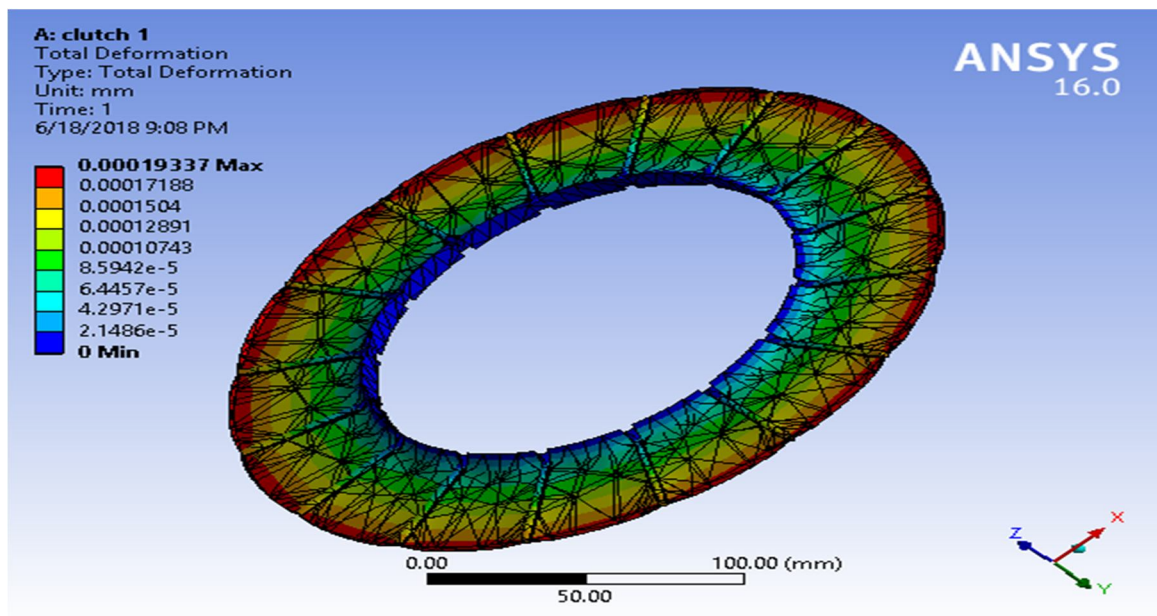 A: clutch 1
Total Deformation
Type: Total Deformation
Unit: mm
Time: 1
6/18/2018 9:08 PM
ANSYS
16.0
0.00019337 Max
0.00017188
0.0001504
0.00012891
0.00010743
8.5942e-5
6.4457e-5
4.2971e-5
2.1486e-5
0 Min
0.00 100.00 (mm)
50.00
X
Z
Y